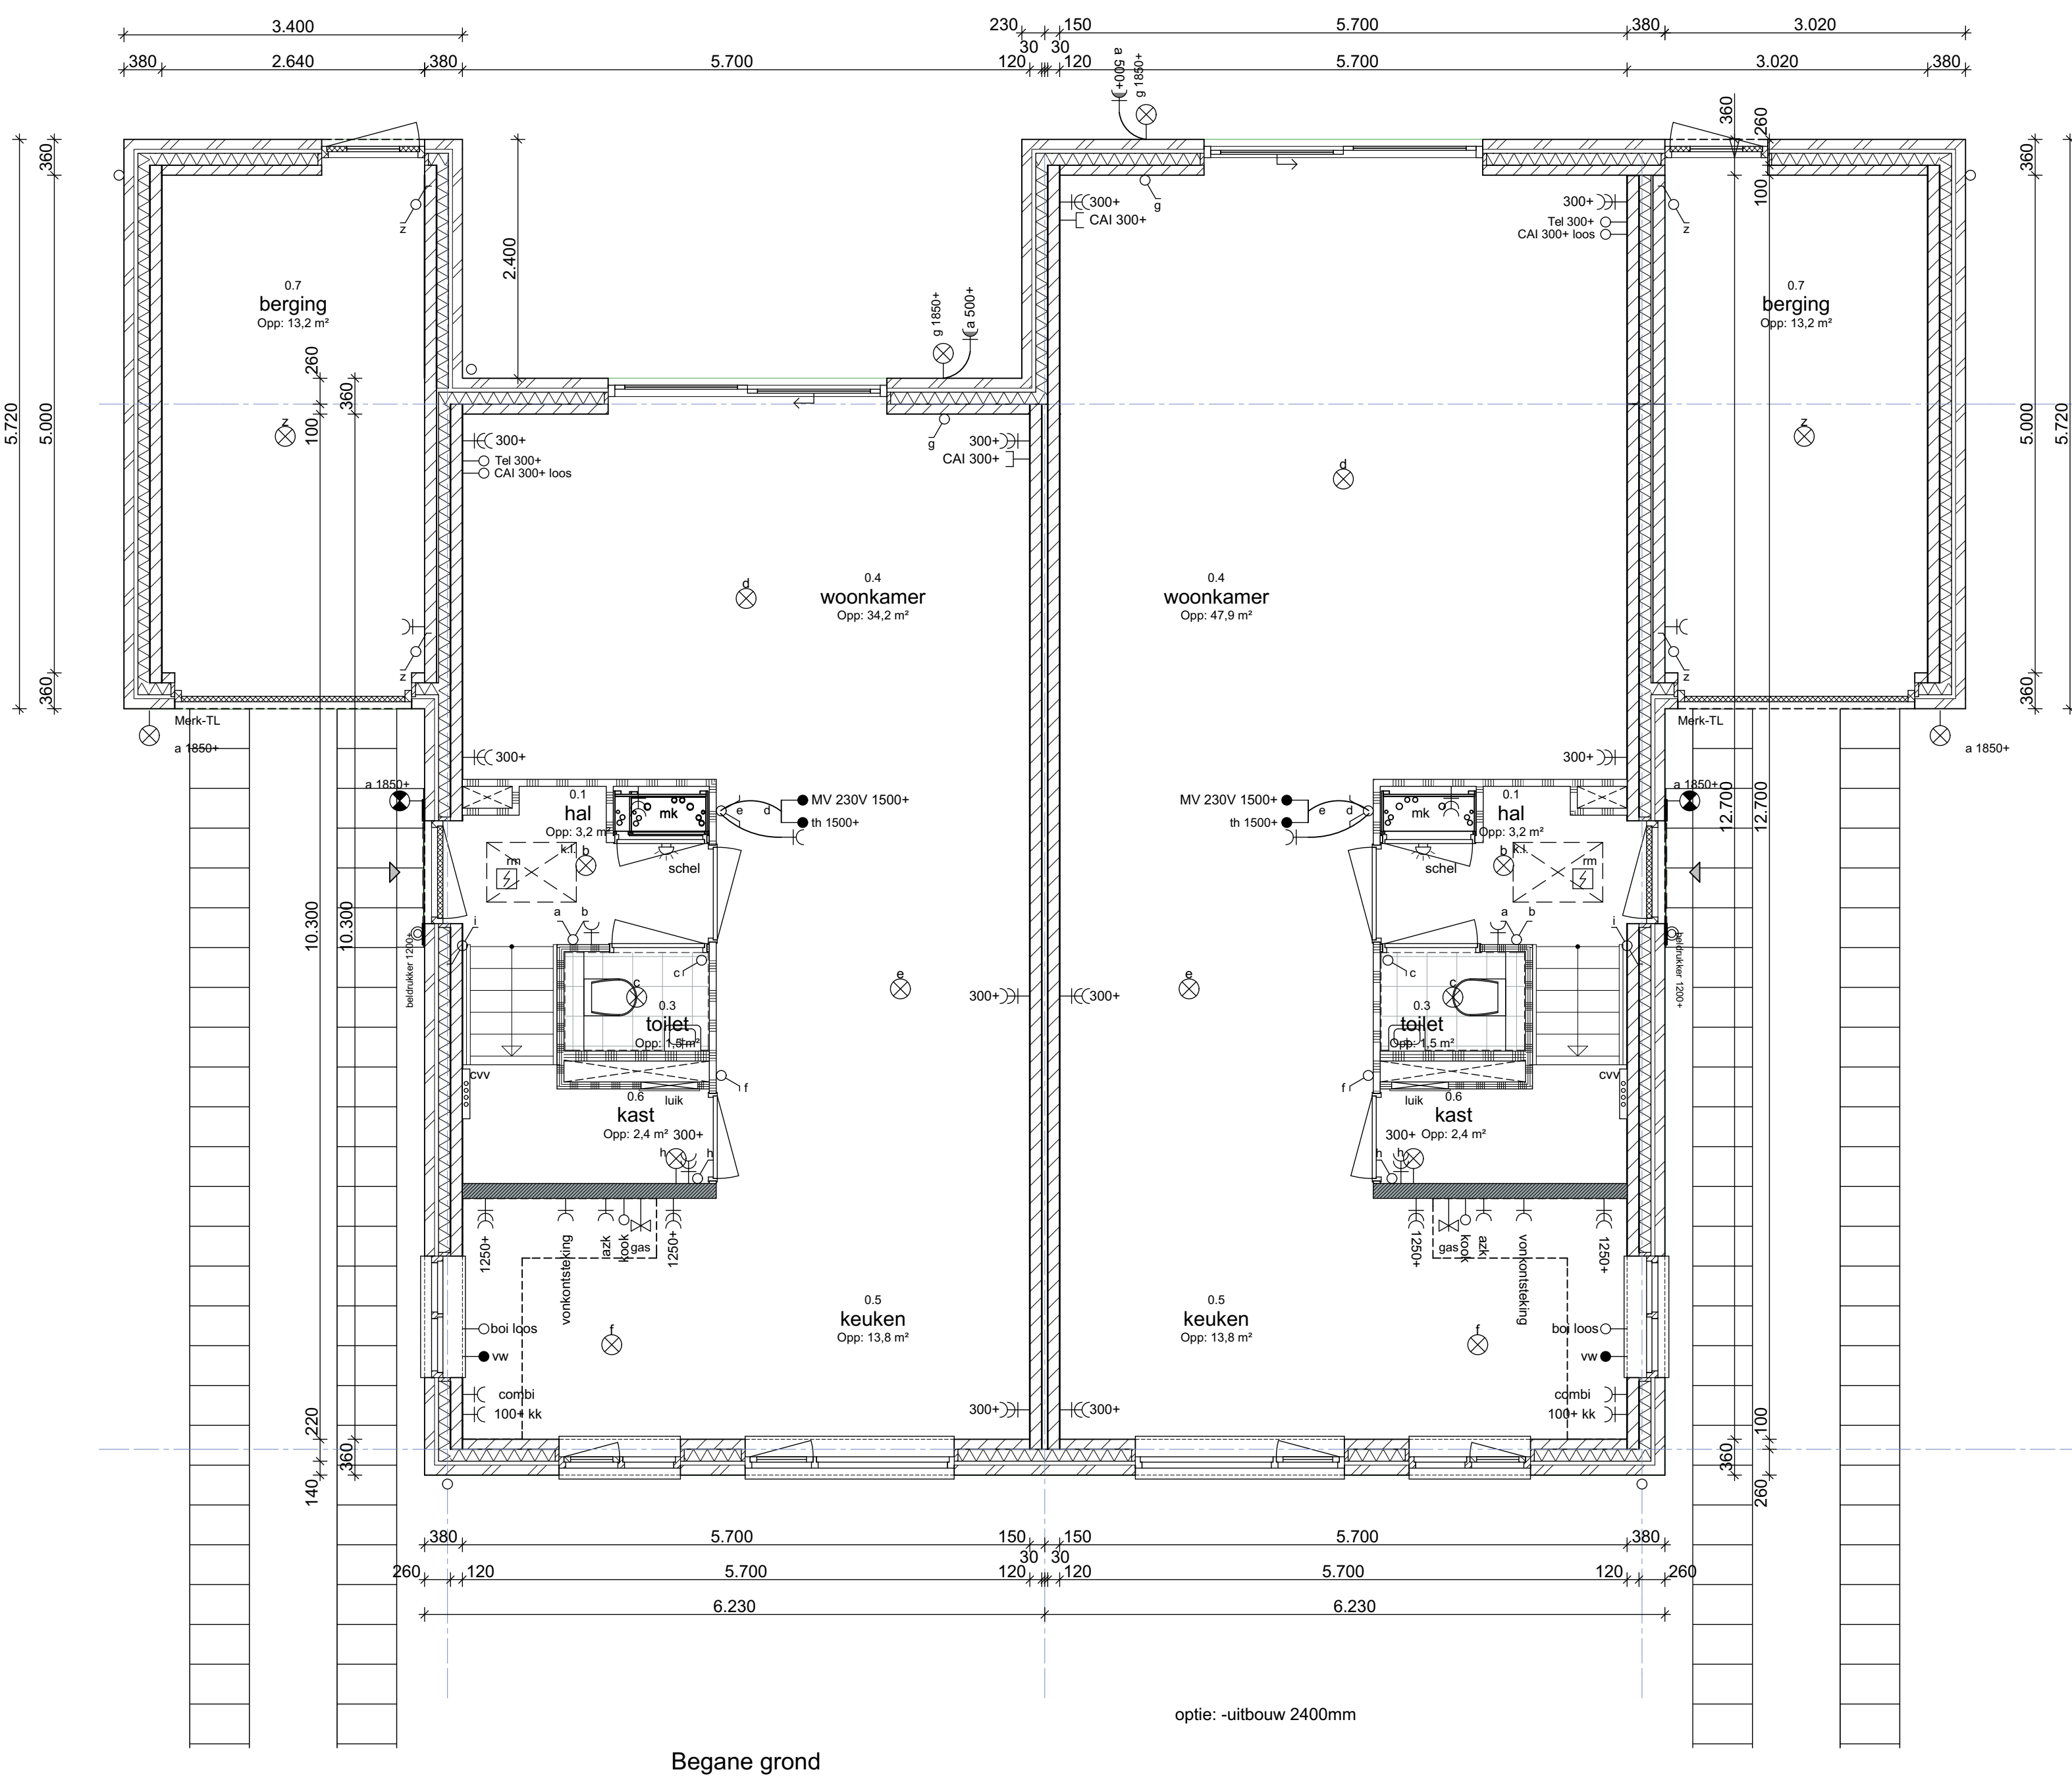 3.400
230
150
5.700
380
3.020
380
2.640
380
5.700
120
30
30
120
5.700
3.020
380
a 500+
g 1850+
360
260
100
360
5.000
360
5.720
2.400
360
5.000
360
5.720
z
300+
CAI 300+
g
300+
Tel 300+
CAI 300+ loos
z
0.7
berging
Opp: 13,2 m²
0.7
berging
Opp: 13,2 m²
g 1850+
a 500+
260
360
100
z
z
g
300+
Tel 300+
CAI 300+ loos
300+
CAI 300+
d
d
0.4
woonkamer
Opp: 34,2 m²
0.4
woonkamer
Opp: 47,9 m²
z
z
Merk-TL
a 1850+
Merk-TL
a 1850+
300+
300+
a 1850+
a 1850+
0.1
hal
Opp: 3,2 m²
mk
e
d
MV 230V 1500+
th 1500+
MV 230V 1500+
th 1500+
e
d
mk
0.1
hal
Opp: 3,2 m²
12.700
12.700
k.l.
b
rm
schel
schel
b
k.l.
rm
10.300
10.300
i
a
b
a
b
i
beldrukker 1200+
beldrukker 1200+
c
c
c
c
e
e
300+
300+
0.3
toilet
Opp: 1,5 m²
0.3
toilet
Opp: 1,5 m²
cvv
f
f
cvv
luik
luik
0.6
kast
Opp: 2,4 m²
300+
0.6
kast
Opp: 2,4 m²
300+
h
h
h
h
1250+
vonkontsteking
azk
kook
gas
1250+
1250+
gas
kook
azk
vonkontsteking
1250+
0.5
keuken
Opp: 13,8 m²
0.5
keuken
Opp: 13,8 m²
boi loos
vw
f
f
boi loos
vw
combi
100+ kk
300+
300+
combi
100+ kk
220
360
140
100
360
260
380
5.700
150
150
5.700
380
260
120
5.700
120
30
30
120
5.700
120
260
6.230
6.230
optie: -uitbouw 2400mm
Begane grond